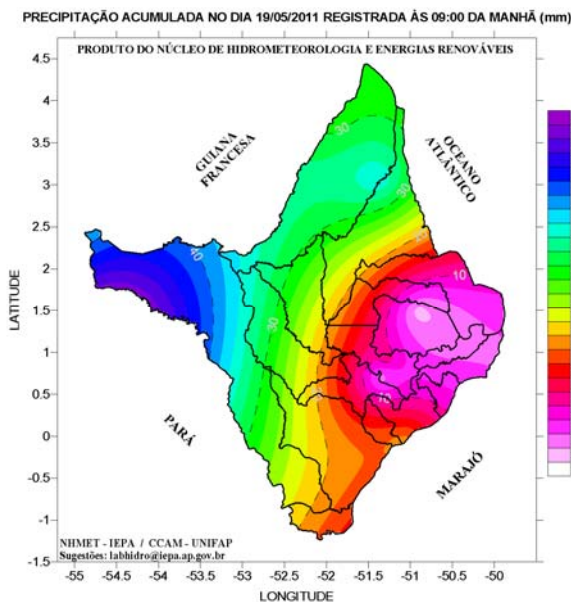 PRECIPITAÇÃO ACUMULADA NO DIA 19/05/2011 REGISTRADA ÀS 09:00 DA MANHÃ (mm)
PRODUTO DO NÚCLEO DE HIDROMETEOROLOGIA E ENERGIAS RENOVÁVEIS
4.5
4
3.5
3
2.5
2
1.5
1
0.5
0
-0.5
-1
-1.5
LATITUDE
GUIANA
FRANCESA
OCEANO
ATLÂNTICO
30
30
40
10
30
10
PARÁ
MARAJÓ
NHMET - IEPA / CCAM - UNIFAP
Sugestões: labhidro@iepa.ap.gov.br
-55
-54.5
-54
-53.5
-53
-52.5
-52
-51.5
-51
-50.5
-50
LONGITUDE